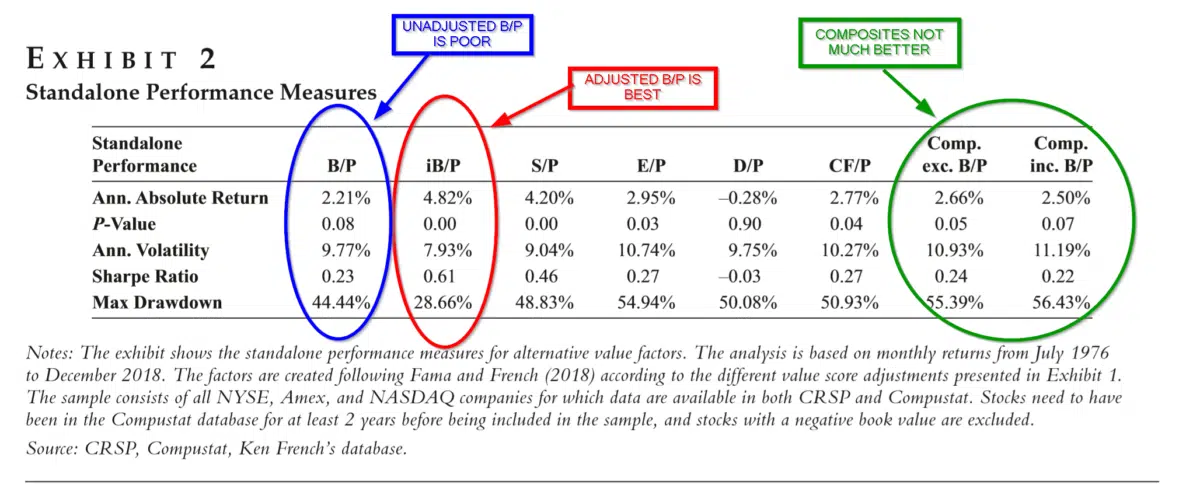 UNADJUSTED B/P
IS POOR
COMPOSITES NOT
MUCH BETTER
EXHIBIT 2
ADJUSTED B/P IS
BEST
Standalone Performance Measures
Standalone Comp. Comp.
Performance B/P iB/P S/P E/P D/P CF/P exc. B/P inc. B/P
Ann. Absolute Return 2.21% 4.82% 4.20% 2.95% –0.28% 2.77% 2.66% 2.50%
P-Value 0.08 0.00 0.00 0.03 0.90 0.04 0.05 0.07
Ann. Volatility 9.77% 7.93% 9.04% 10.74% 9.75% 10.27% 10.93% 11.19%
Sharpe Ratio 0.23 0.61 0.46 0.27 –0.03 0.27 0.24 0.22
Max Drawdown 44.44% 28.66% 48.83% 54.94% 50.08% 50.93% 55.39% 56.43%
Notes: The exhibit shows the standalone performance measures for alternative value factors. The analysis is based on monthly returns from July 1976
to December 2018. The factors are created following Fama and French (2018) according to the different value score adjustments presented in Exhibit 1.
The sample consists of all NYSE, Amex, and NASDAQ companies for which data are available in both CRSP and Compustat. Stocks need to have
been in the Compustat database for at least 2 years before being included in the sample, and stocks with a negative book value are excluded.
Source: CRSP, Compustat, Ken French's database.